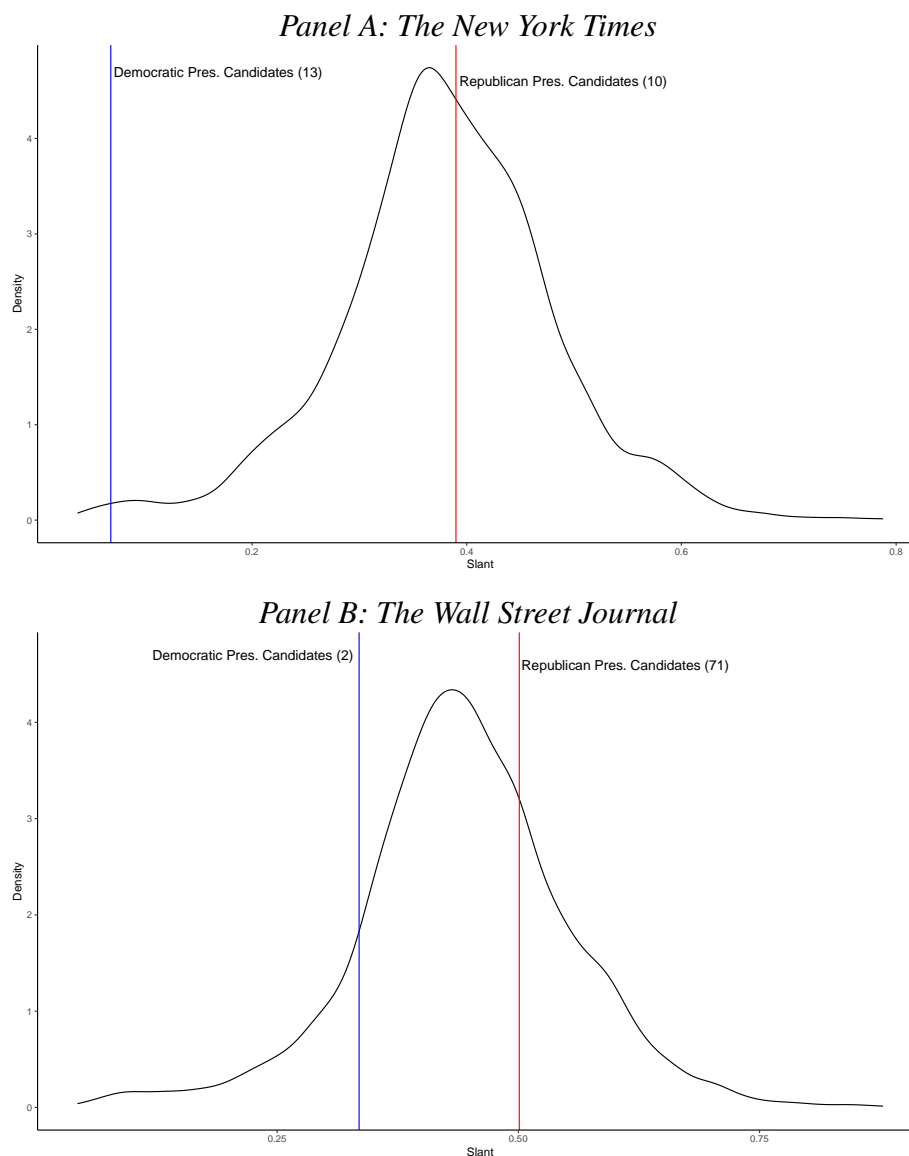 Panel A: The New York Times
Democratic Pres. Candidates (13)
Republican Pres. Candidates (10)
4
3
2
1
0
Density
0.2
0.4
0.6
0.8
Slant
Panel B: The Wall Street Journal
Democratic Pres. Candidates (2)
Republican Pres. Candidates (71)
4
3
2
1
0
Density
0.25
0.50
0.75
Slant